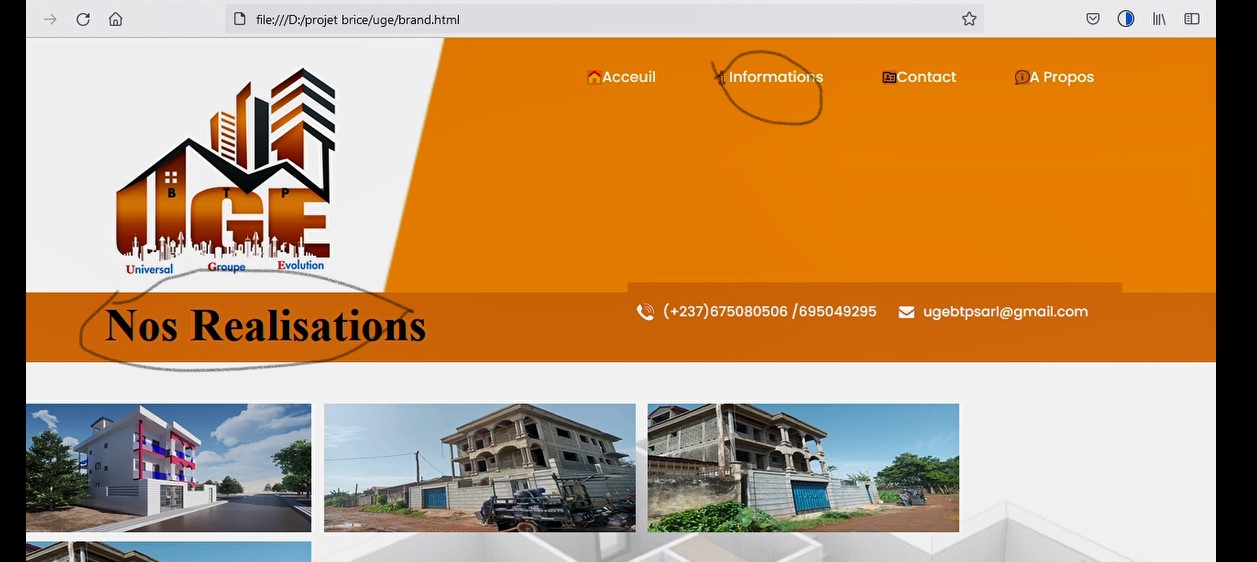 file:///D:/projet brice/uge/brand.html
Acceuil Informations Contact A Propos
B T P
UGE
Universal Groupe Evolution
Nos Realisations
(+237)675080506 /695049295 ugebtpsarl@gmail.com